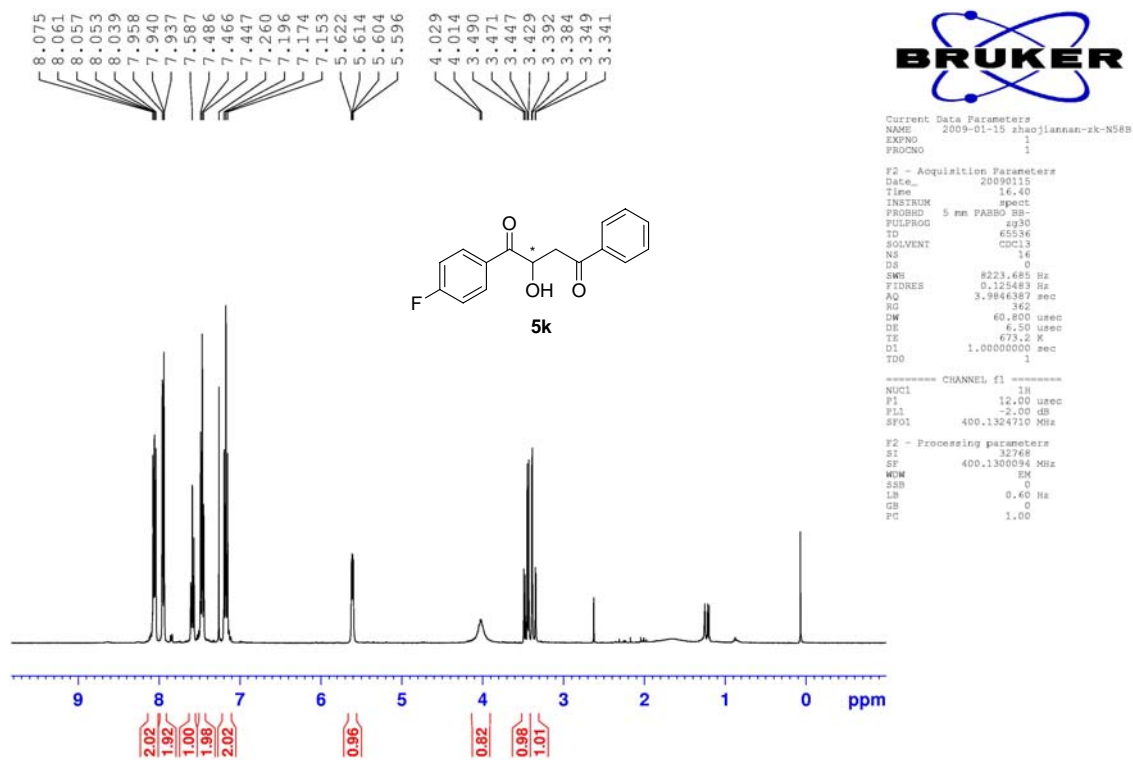 8.075
8.061
8.057
8.053
8.039
7.958
7.940
7.937
7.587
7.486
7.466
7.447
7.260
7.196
7.174
7.153
5.622
5.614
5.604
5.596
4.029
4.014
3.490
3.471
3.447
3.429
3.392
3.384
3.349
3.341
BRUKER
Current Data Parameters
NAME 2009-01-15 zhaojiannan-zk-N58B
EXPNO 1
PROCNO 1
F2 - Acquisition Parameters
Date_ 20090115
Time 16.40
INSTRUM spect
PROBHD 5 mm PABBO BB-
PULPROG zg30
TD 65536
SOLVENT CDCl3
NS 16
DS 0
SWH 8223.685 Hz
FIDRES 0.125483 Hz
AQ 3.9846387 sec
RG 362
DW 60.800 usec
DE 6.50 usec
TE 673.2 K
D1 1.00000000 sec
TD0 1
======== CHANNEL f1 ========
NUC1 1H
P1 12.00 usec
PL1 -2.00 dB
SFO1 400.1324710 MHz
F2 - Processing parameters
SI 32768
SF 400.1300094 MHz
WDW EM
SSB 0
LB 0.60 Hz
GB 0
PC 1.00
O
*
OH
O
F
5k
9 8 7 6 5 4 3 2 1 0 ppm
2.02
1.92
1.00
1.98
2.02
0.96
0.82
0.98
1.01